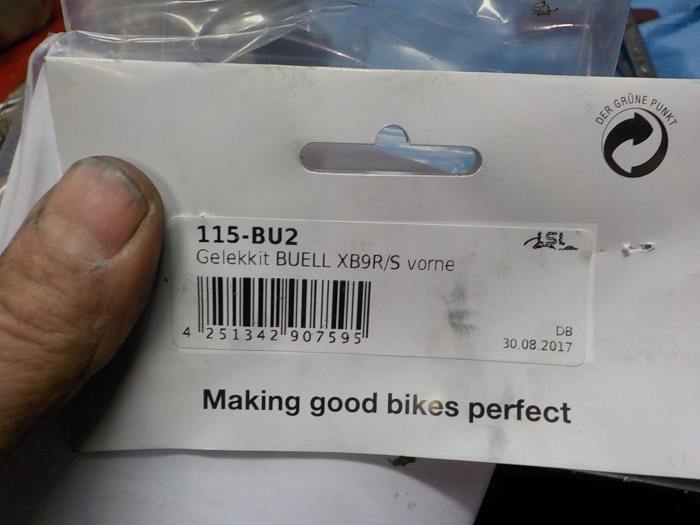 DER GRÜNE PUNKT
115-BU2
LSL
Gelekkit BUELL XB9R/S vorne
4 251342 907595
DB
30.08.2017
Making good bikes perfect